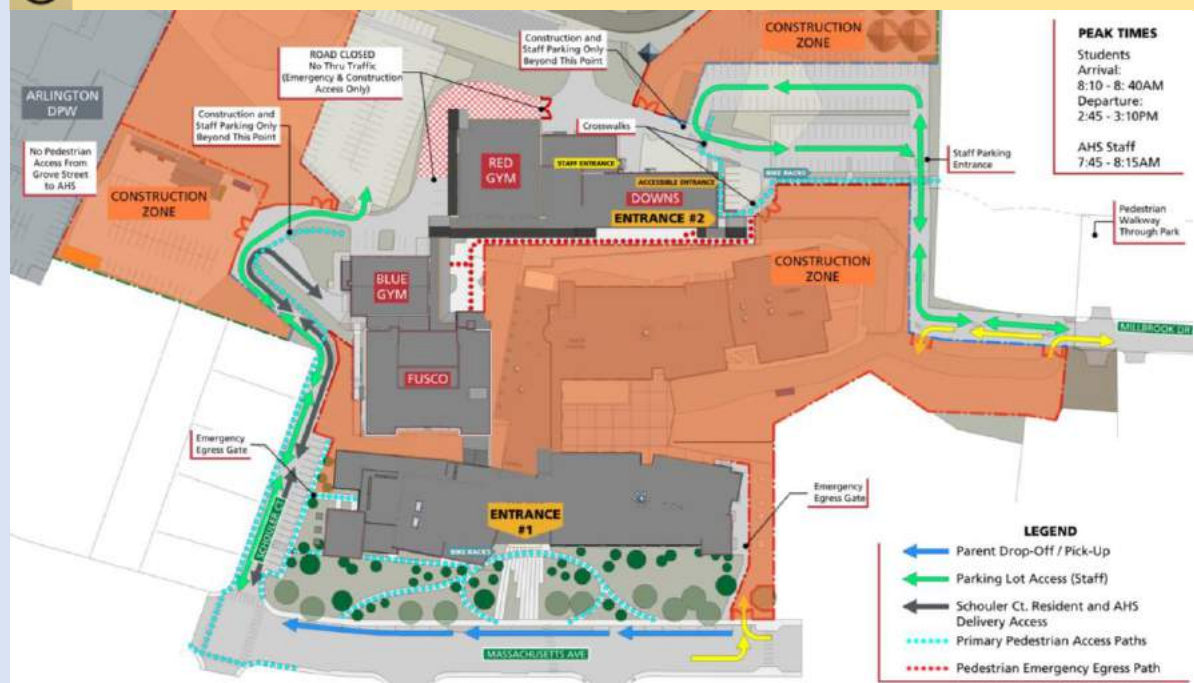 CONSTRUCTION
ZONE
PEAK TIMES
Students
Arrival:
8:10 - 8: 40AM
Departure:
2:45 - 3:10PM
AHS Staff
7:45 - 8:15AM
Construction and
Staff Parking Only
Beyond This Point
ROAD CLOSED
No Thru Traffic
(Emergency & Construction
Access Only)
ARLINGTON
DPW
Construction and
Staff Parking Only
Beyond This Point
No Pedestrian
Access From
Grove Street
to AHS
CONSTRUCTION
ZONE
Crosswalks
RED
GYM
STAFF ENTRANCE
ACCESSIBLE ENTRANCE
DOWNS
ENTRANCE #2
BIKE RACKS
Staff Parking
Entrance
Pedestrian
Walkway
Through Park
CONSTRUCTION
ZONE
BLUE
GYM
FUSCO
MILLBROOK DR
Emergency
Egress Gate
SCHOULER CT
ENTRANCE
#1
BIKE RACKS
Emergency
Egress Gate
MASSACHUSETTS AVE
LEGEND
Parent Drop-Off / Pick-Up
Parking Lot Access (Staff)
Schouler Ct. Resident and AHS
Delivery Access
Primary Pedestrian Access Paths
Pedestrian Emergency Egress Path